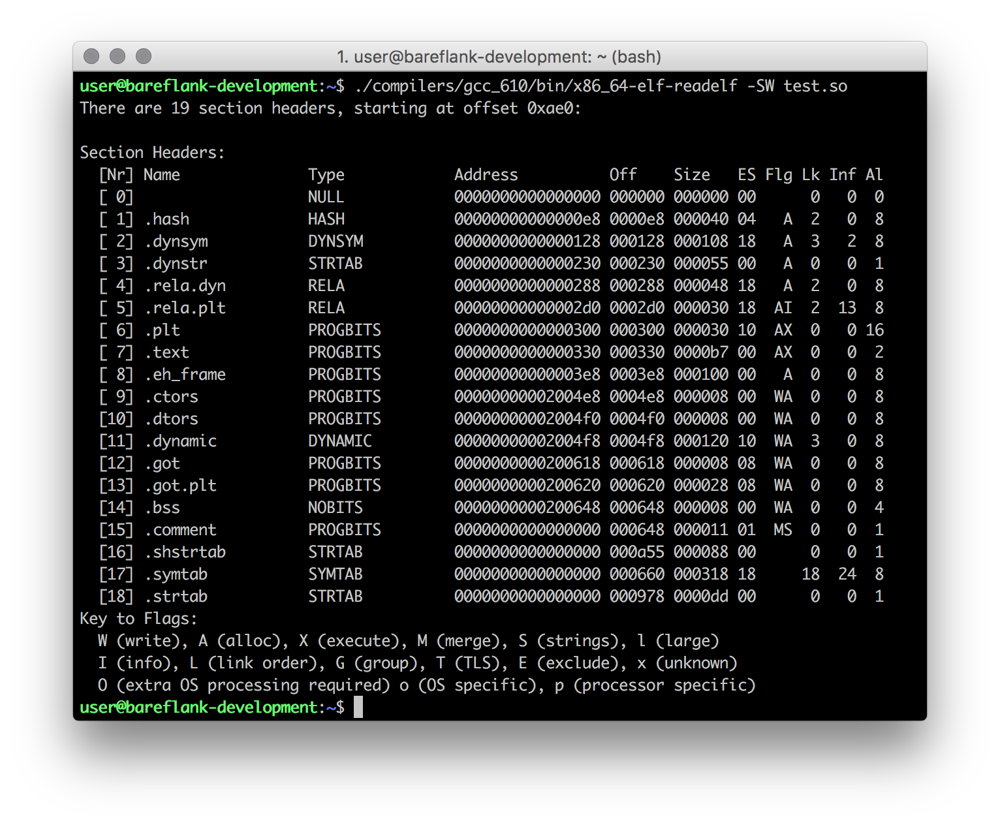 1. user@bareflank-development: ~ (bash)
user@bareflank-development:~$ ./compilers/gcc_610/bin/x86_64-elf-readelf -SW test.so
There are 19 section headers, starting at offset 0xae0:

Section Headers:
  [Nr] Name              Type            Address          Off    Size   ES Flg Lk Inf Al
  [ 0]                   NULL            0000000000000000 000000 000000 00      0   0  0
  [ 1] .hash             HASH            00000000000000e8 0000e8 000040 04   A  2   0  8
  [ 2] .dynsym           DYNSYM          0000000000000128 000128 000108 18   A  3   2  8
  [ 3] .dynstr           STRTAB          0000000000000230 000230 000055 00   A  0   0  1
  [ 4] .rela.dyn         RELA            0000000000000288 000288 000048 18   A  2   0  8
  [ 5] .rela.plt         RELA            00000000000002d0 0002d0 000030 18  AI  2  13  8
  [ 6] .plt              PROGBITS        0000000000000300 000300 000030 10  AX  0   0 16
  [ 7] .text             PROGBITS        0000000000000330 000330 0000b7 00  AX  0   0  2
  [ 8] .eh_frame         PROGBITS        00000000000003e8 0003e8 000100 00   A  0   0  8
  [ 9] .ctors            PROGBITS        00000000002004e8 0004e8 000008 00  WA  0   0  8
  [10] .dtors            PROGBITS        00000000002004f0 0004f0 000008 00  WA  0   0  8
  [11] .dynamic          DYNAMIC         00000000002004f8 0004f8 000120 10  WA  3   0  8
  [12] .got              PROGBITS        0000000000200618 000618 000008 08  WA  0   0  8
  [13] .got.plt          PROGBITS        0000000000200620 000620 000028 08  WA  0   0  8
  [14] .bss              NOBITS          0000000000200648 000648 000008 00  WA  0   0  4
  [15] .comment          PROGBITS        0000000000000000 000648 000011 01  MS  0   0  1
  [16] .shstrtab         STRTAB          0000000000000000 000a55 000088 00      0   0  1
  [17] .symtab           SYMTAB          0000000000000000 000660 000318 18     18  24  8
  [18] .strtab           STRTAB          0000000000000000 000978 0000dd 00      0   0  1
Key to Flags:
  W (write), A (alloc), X (execute), M (merge), S (strings), l (large)
  I (info), L (link order), G (group), T (TLS), E (exclude), x (unknown)
  O (extra OS processing required) o (OS specific), p (processor specific)
user@bareflank-development:~$